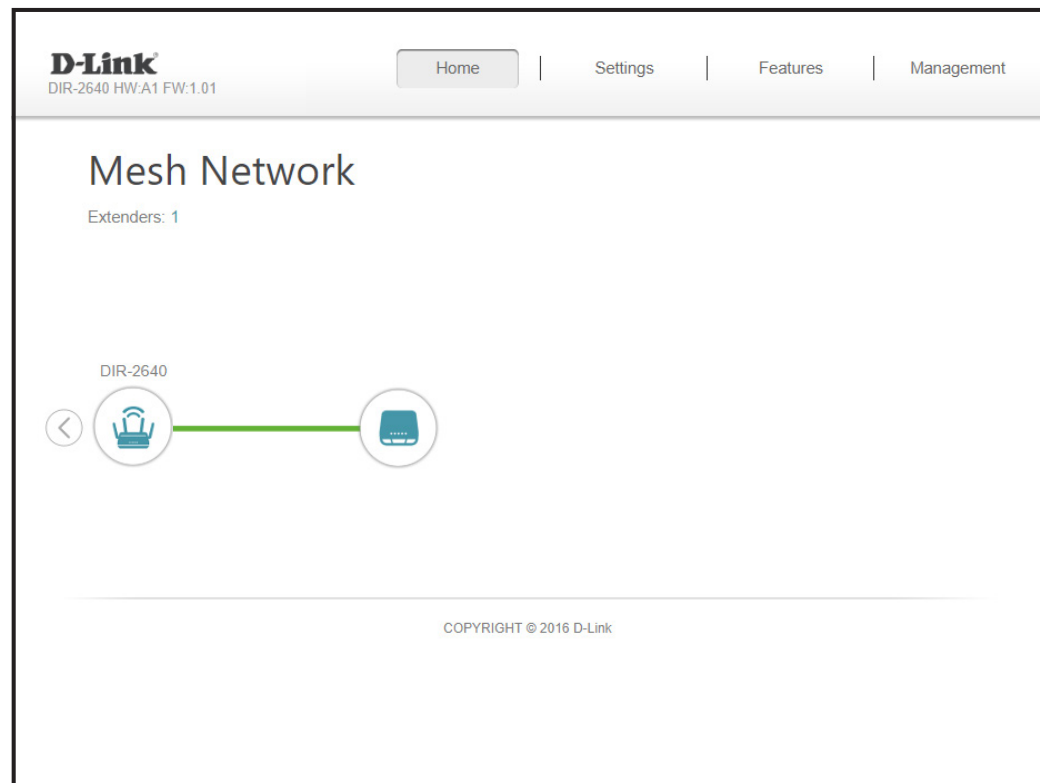 D-Link
DIR-2640 HW:A1 FW:1.01
Home
Settings
Features
Management
Mesh Network
Extenders: 1
DIR-2640
COPYRIGHT © 2016 D-Link